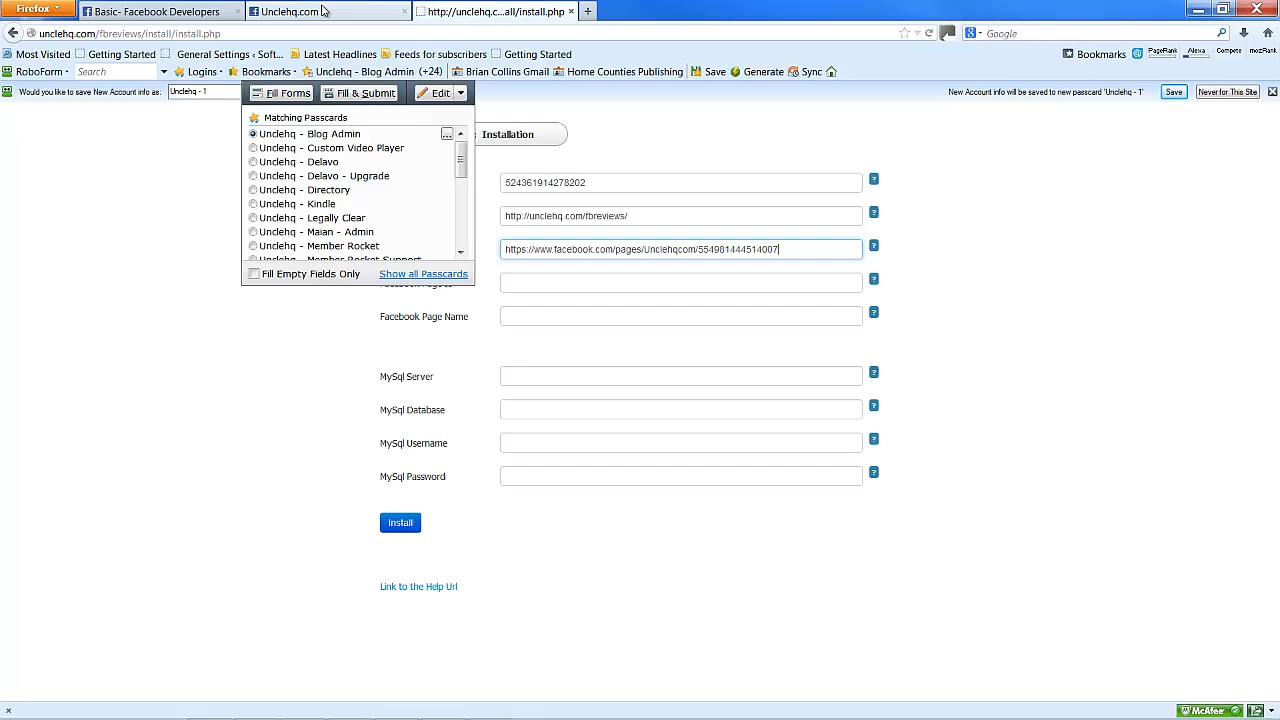 Firefox
Basic- Facebook Developers
Unclehq.com
http://unclehq.c...all/install.php
unclehq.com/fbreviews/install/install.php
Google
Most Visited
Getting Started
General Settings - Sof...
Latest Headlines
Feeds for subscribers
Getting Started
Bookmarks
PageRank
Alexa
Compete
mozRank
RoboForm
Search
Logins
Bookmarks
Unclehq - Blog Admin (+24)
Brian Collins Gmail
Home Counties Publishing
Save
Generate
Sync
Would you like to save New Account info as:
Unclehq - 1
Fill Forms
Fill & Submit
Edit
New Account info will be saved to new passcard 'Unclehq - 1'
Save
Never for This Site
Matching Passcards
Unclehq - Blog Admin
...
Unclehq - Custom Video Player
Unclehq - Delavo
Unclehq - Delavo - Upgrade
Unclehq - Directory
Unclehq - Kindle
Unclehq - Legally Clear
Unclehq - Maian - Admin
Unclehq - Member Rocket
Unclehq - Member Rocket Support
Fill Empty Fields Only
Show all Passcards
Installation
524361914278202
?
http://unclehq.com/fbreviews/
?
https://www.facebook.com/pages/Unclehqcom/554981444514007
?
?
Facebook Page Name
?
MySql Server
?
MySql Database
?
MySql Username
?
MySql Password
?
Install
Link to the Help Url
McAfee